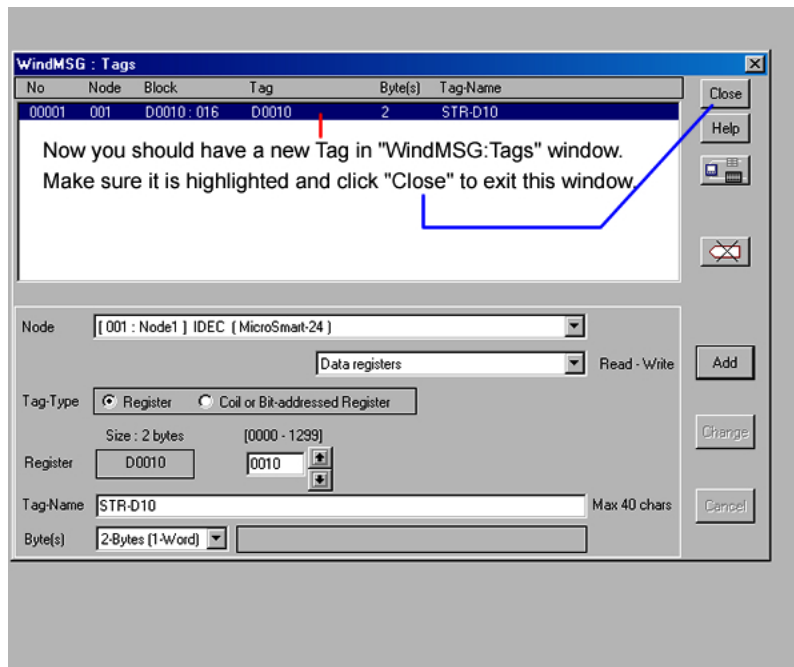 WindMSG : Tags
No Node Block Tag Byte(s) Tag-Name
Close
00001 001 D0010 : 016 D0010 2 STR-D10
Help
Now you should have a new Tag in "WindMSG:Tags" window.
Make sure it is highlighted and click "Close" to exit this window.
Node [ 001 : Node1 ] IDEC ( MicroSmart-24 )
Data registers Read - Write Add
Tag-Type Register Coil or Bit-addressed Register
Size : 2 bytes [0000 - 1299] Change
Register D0010 0010
Tag-Name STR-D10 Max 40 chars Cancel
Byte(s) 2-Bytes (1-Word)